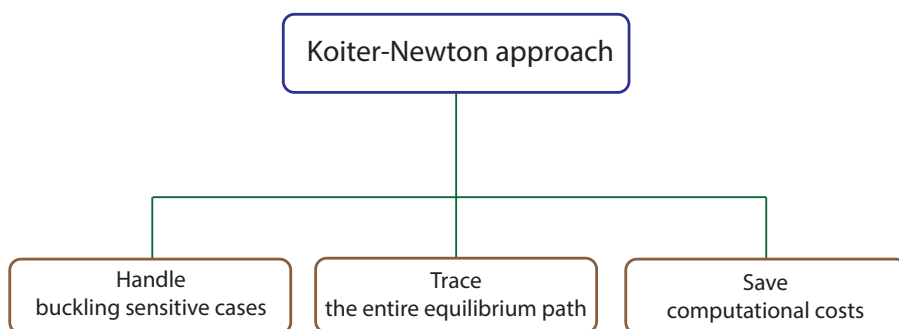 Koiter-Newton approach
Handle
buckling sensitive cases
Trace
the entire equilibrium path
Save
computational costs